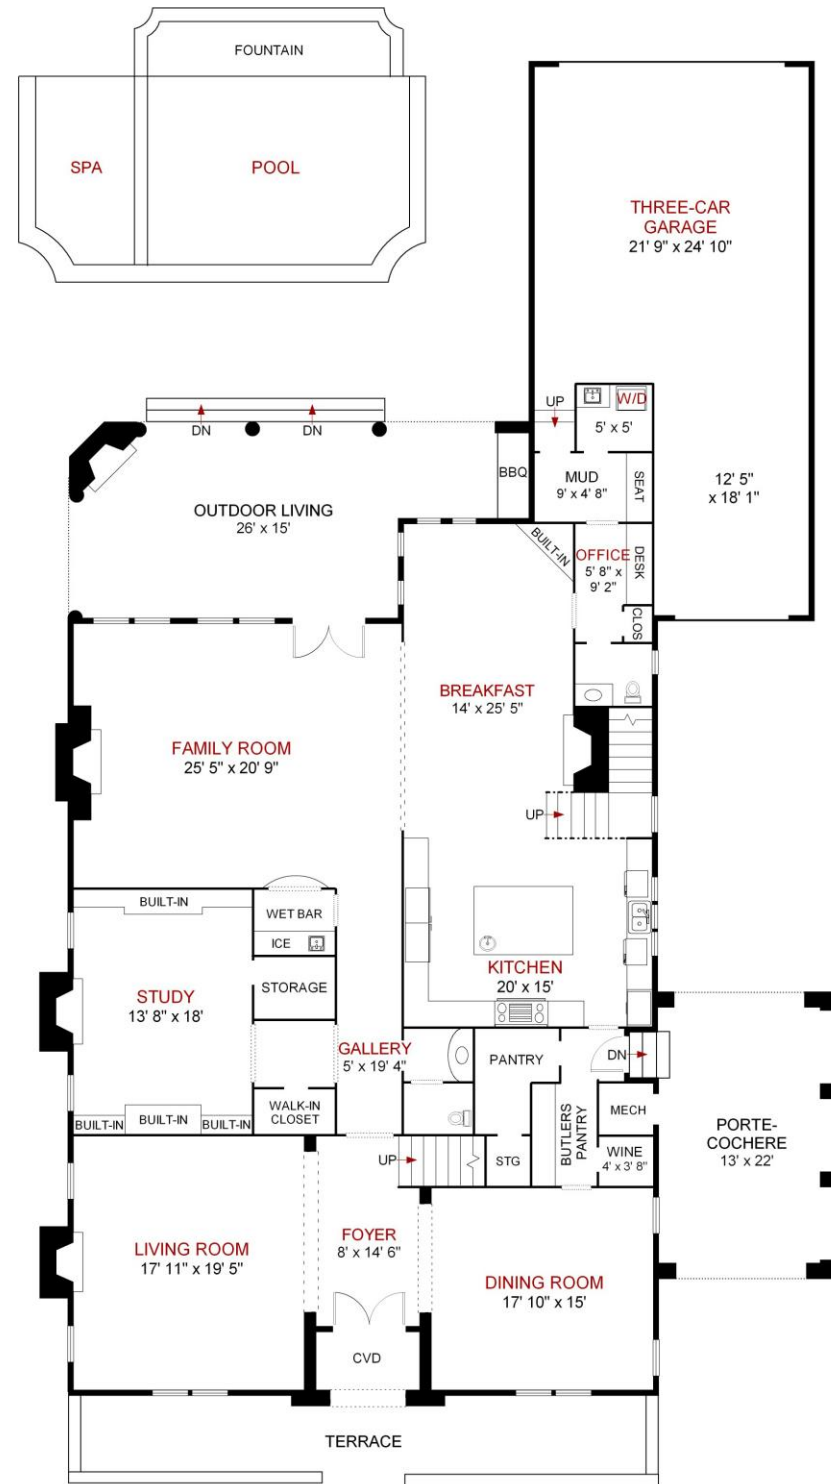 FOUNTAIN
SPA
POOL
THREE-CAR
GARAGE
21' 9" x 24' 10"
UP
W/D
5' x 5'
DN
DN
MUD
9' x 4' 8"
SEAT
12' 5"
x 18' 1"
BBQ
OUTDOOR LIVING
26' x 15'
BUILT-IN
OFFICE
5' 8" x
9' 2"
DESK
CLOS
BREAKFAST
14' x 25' 5"
FAMILY ROOM
25' 5" x 20' 9"
UP
BUILT-IN
WET BAR
ICE
KITCHEN
20' x 15'
STORAGE
STUDY
13' 8" x 18'
GALLERY
5' x 19' 4"
PANTRY
DN
WALK-IN
CLOSET
BUILT-IN
BUILT-IN
BUILT-IN
BUTLERS
PANTRY
MECH
PORTE-
COCHERE
13' x 22'
UP
STG
WINE
4' x 3' 8"
LIVING ROOM
17' 11" x 19' 5"
FOYER
8' x 14' 6"
DINING ROOM
17' 10" x 15'
CVD
TERRACE